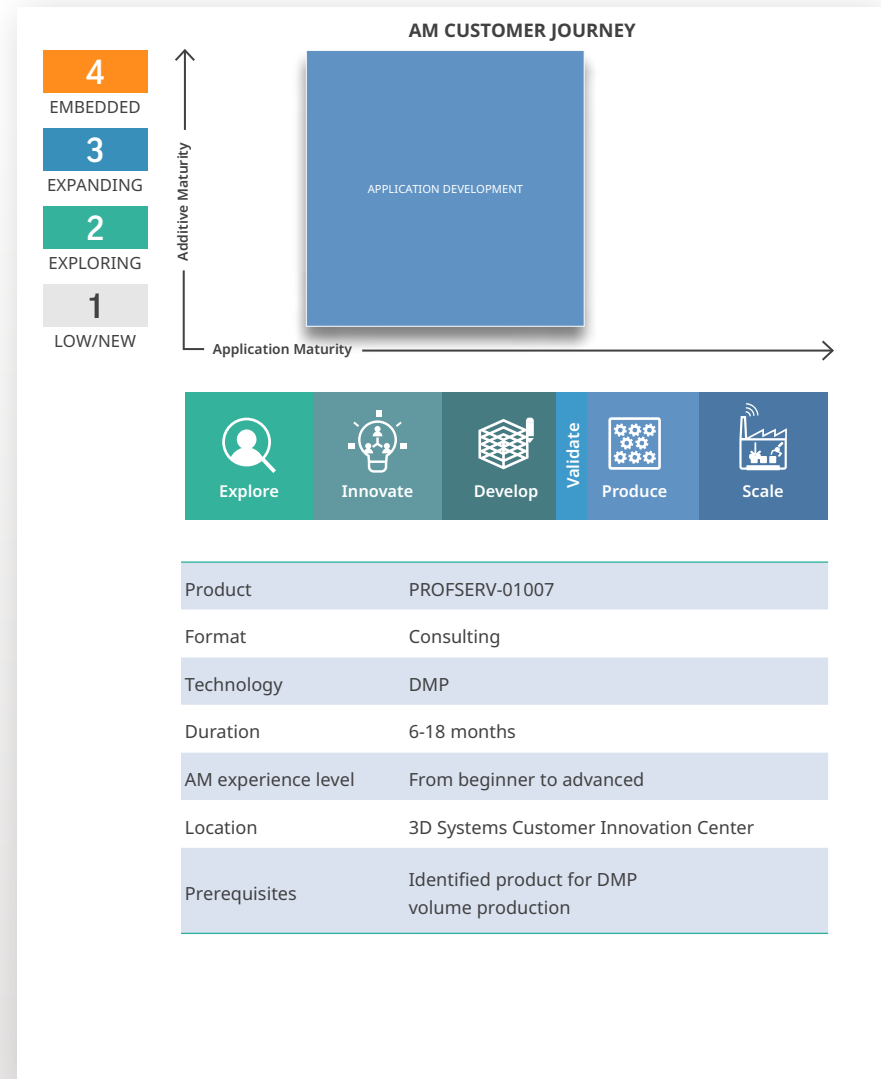 AM CUSTOMER JOURNEY
4
EMBEDDED
3
EXPANDING
2
EXPLORING
1
LOW/NEW
Additive Maturity
APPLICATION DEVELOPMENT
Application Maturity
Explore
Innovate
Develop
Validate
Produce
Scale
Product PROFSERV-01007
Format Consulting
Technology DMP
Duration 6-18 months
AM experience level From beginner to advanced
Location 3D Systems Customer Innovation Center
Prerequisites Identified product for DMP
volume production